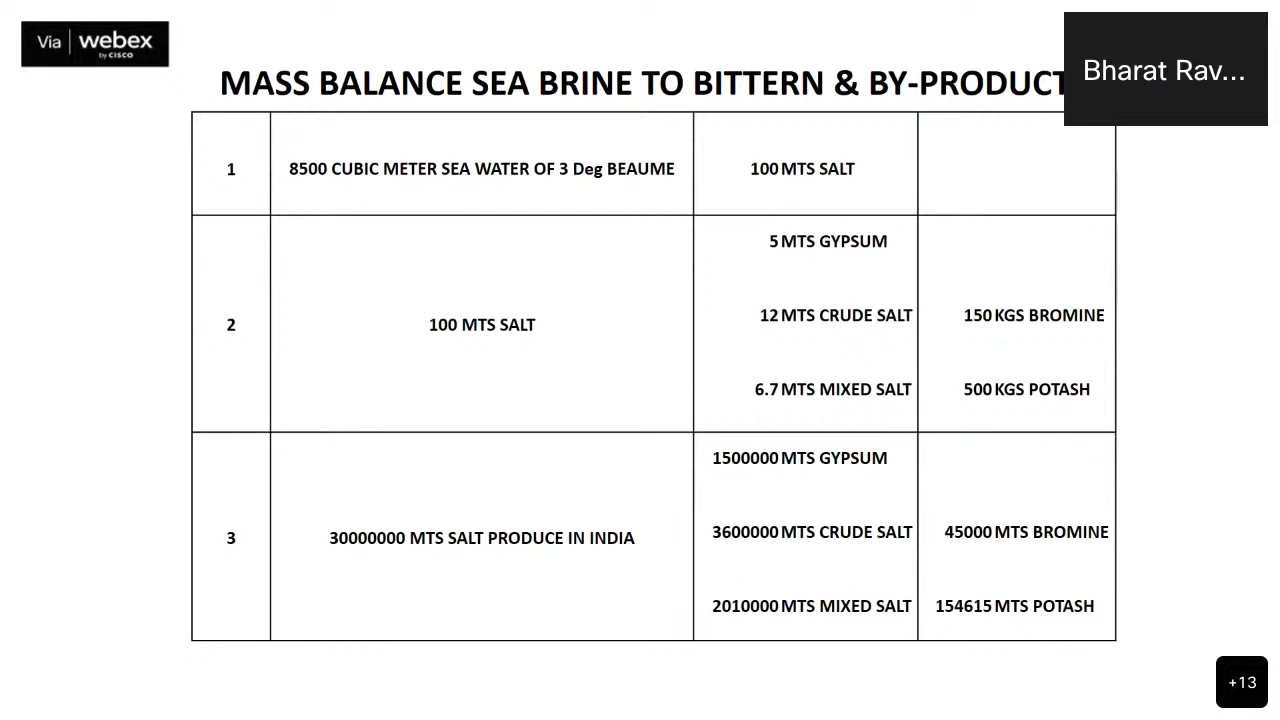 Via | webex
by CISCO
Bharat Rav...
MASS BALANCE SEA BRINE TO BITTERN & BY-PRODUCT
1
8500 CUBIC METER SEA WATER OF 3 Deg BEAUME
100 MTS SALT
2
100 MTS SALT
5 MTS GYPSUM
12 MTS CRUDE SALT
150 KGS BROMINE
6.7 MTS MIXED SALT
500 KGS POTASH
3
30000000 MTS SALT PRODUCE IN INDIA
1500000 MTS GYPSUM
3600000 MTS CRUDE SALT
45000 MTS BROMINE
2010000 MTS MIXED SALT
154615 MTS POTASH
+13